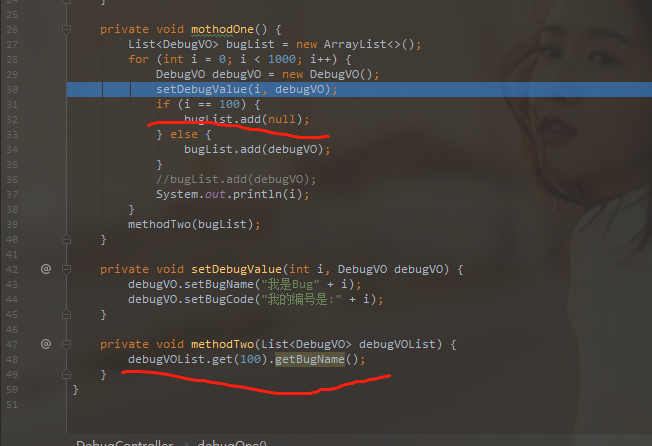 24 }
25
26 private void mothodOne() {
27 List<DebugVO> bugList = new ArrayList<>();
28 for (int i = 0; i < 1000; i++) {
29 DebugVO debugVO = new DebugVO();
30 setDebugValue(i, debugVO);
31 if (i == 100) {
32 bugList.add(null);
33 } else {
34 bugList.add(debugVO);
35 }
36 //bugList.add(debugVO);
37 System.out.println(i);
38 }
39 methodTwo(bugList);
40 }
41
42 @ private void setDebugValue(int i, DebugVO debugVO) {
43 debugVO.setBugName("我是Bug" + i);
44 debugVO.setBugCode("我的编号是:" + i);
45 }
46
47 @ private void methodTwo(List<DebugVO> debugVOList) {
48 debugVOList.get(100).getBugName();
49 }
50 }
51
DebugController › debugOne()